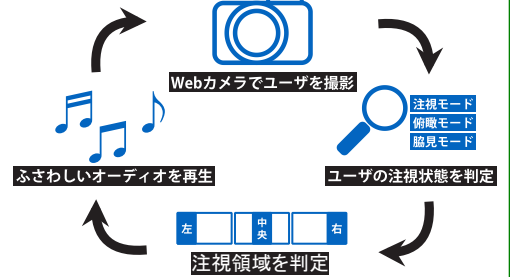 Webカメラでユーザを撮影
注視モード
俯瞰モード
脇見モード
ユーザの注視状態を判定
左
中央
右
注視領域を判定
ふさわしいオーディオを再生